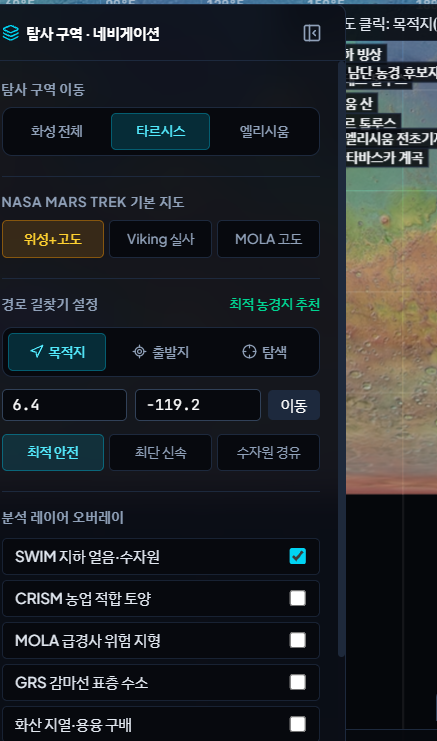 탐사 구역 · 네비게이션
도 클릭: 목적지(
하 빙상
남단 농경 후보지
움 산
르 톨루스
엘리시움 전초기지
타바스카 계곡
탐사 구역 이동
화성 전체
타르시스
엘리시움
NASA MARS TREK 기본 지도
위성+고도
Viking 실사
MOLA 고도
경로 길찾기 설정
최적 농경지 추천
목적지
출발지
탐색
6.4
-119.2
이동
최적 안전
최단 신속
수자원 경유
분석 레이어 오버레이
SWIM 지하 얼음·수자원
CRISM 농업 적합 토양
MOLA 급경사 위험 지형
GRS 감마선 표층 수소
화산 지열·용융 구배